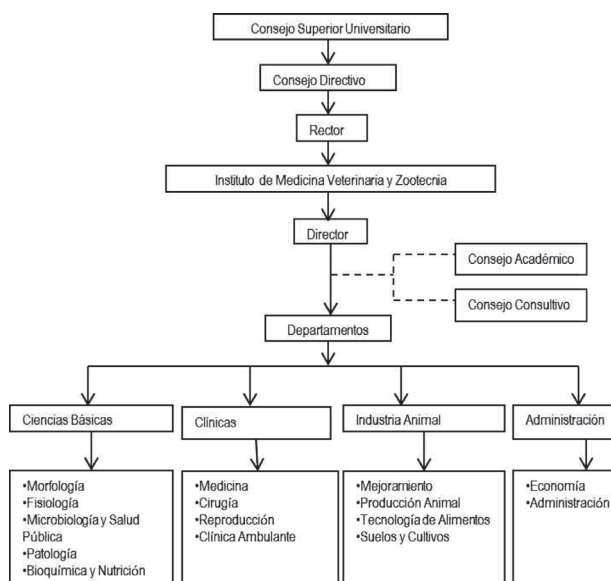 Consejo Superior Universitario
Consejo Directivo
Rector
Instituto de Medicina Veterinaria y Zootecnia
Director
Consejo Académico
Consejo Consultivo
Departamentos
Ciencias Básicas
Clínicas
Industria Animal
Administración
•Morfología
•Fisiología
•Microbiología y Salud
Pública
•Patología
•Bioquímica y Nutrición
•Medicina
•Cirugía
•Reproducción
•Clínica Ambulante
•Mejoramiento
•Producción Animal
•Tecnología de Alimentos
•Suelos y Cultivos
•Economía
•Administración